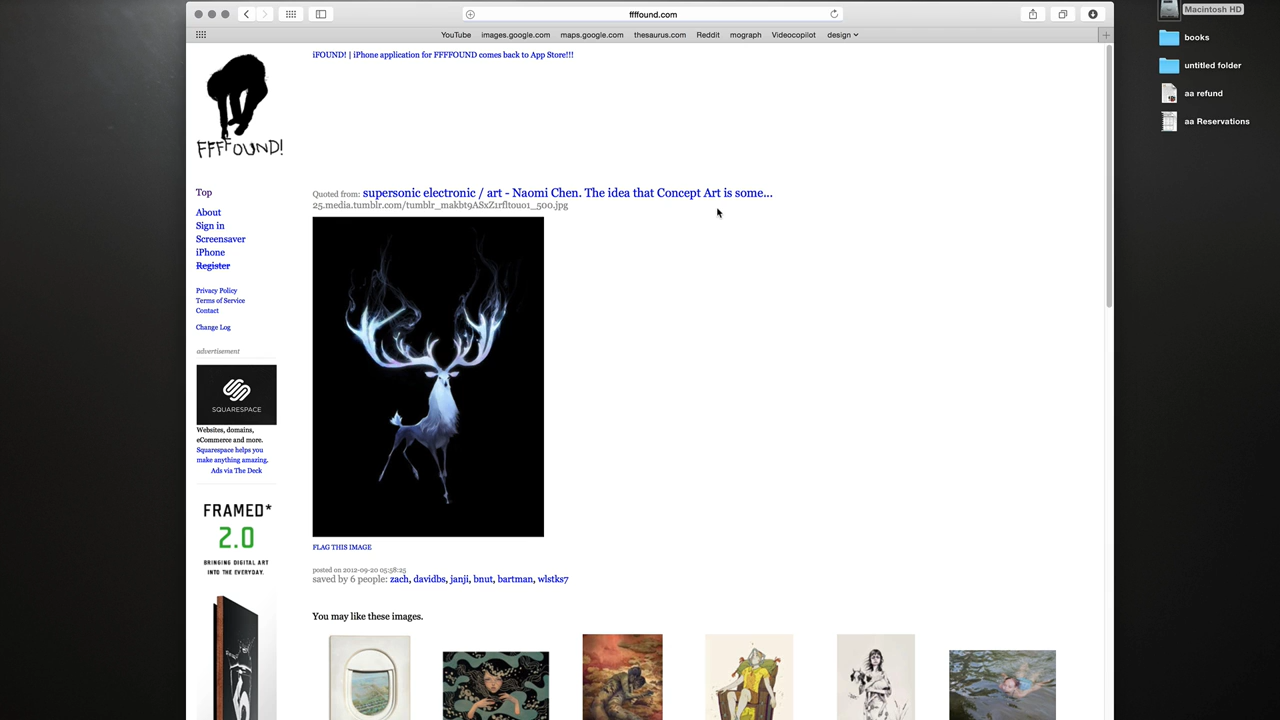 ffffound.com
Macintosh HD
YouTube images.google.com maps.google.com thesaurus.com Reddit mograph Videocopilot design
books
untitled folder
aa refund
aa Reservations
iFOUND! | iPhone application for FFFFOUND comes back to App Store!!!
FFFFOUND!
Top
About
Sign in
Screensaver
iPhone
Register
Privacy Policy
Terms of Service
Contact
Change Log
advertisement
SQUARESPACE
Websites, domains,
eCommerce and more.
Squarespace helps you
make anything amazing.
Ads via The Deck
FRAMED*
2.0
BRINGING DIGITAL ART
INTO THE EVERYDAY.
Quoted from: supersonic electronic / art - Naomi Chen. The idea that Concept Art is some...
25.media.tumblr.com/tumblr_makbt9ASxZ1rfltouo1_500.jpg
FLAG THIS IMAGE
posted on 2012-09-20 05:58:25
saved by 6 people: zach, davidbs, janji, bnut, bartman, wlstks7
You may like these images.